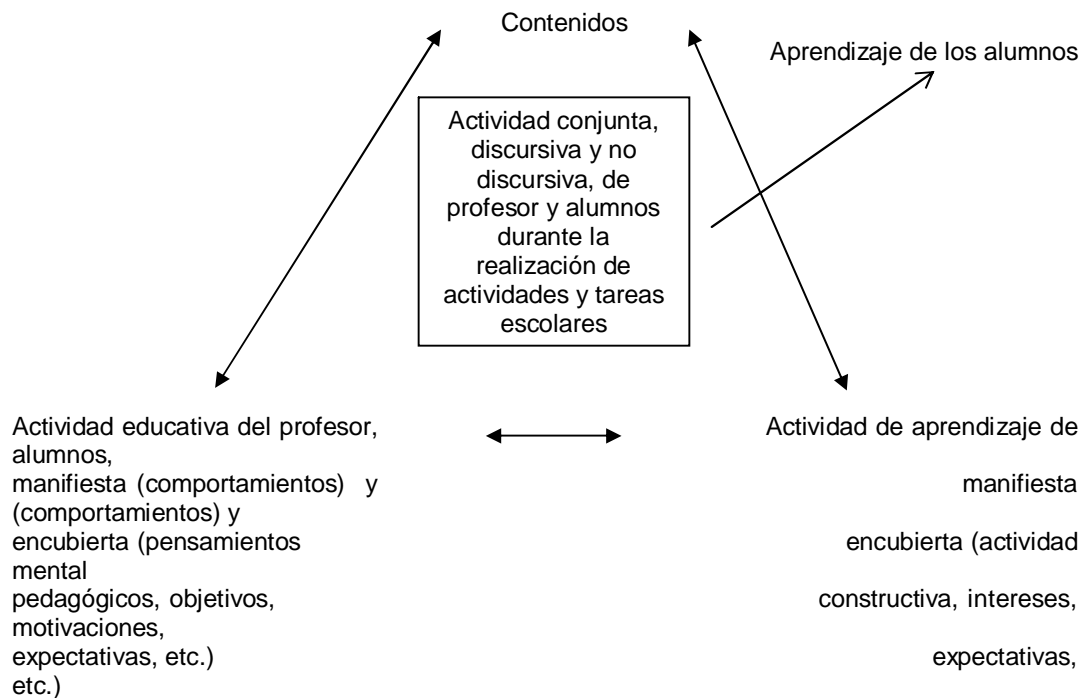 Contenidos
Aprendizaje de los alumnos
Actividad conjunta,
discursiva y no
discursiva, de
profesor y alumnos
durante la
realización de
actividades y tareas
escolares
Actividad educativa del profesor, Actividad de aprendizaje de
alumnos,
manifiesta (comportamientos) y manifiesta
(comportamientos) y
encubierta (pensamientos encubierta (actividad
mental
pedagógicos, objetivos, constructiva, intereses,
motivaciones,
expectativas, etc.) expectativas,
etc.)